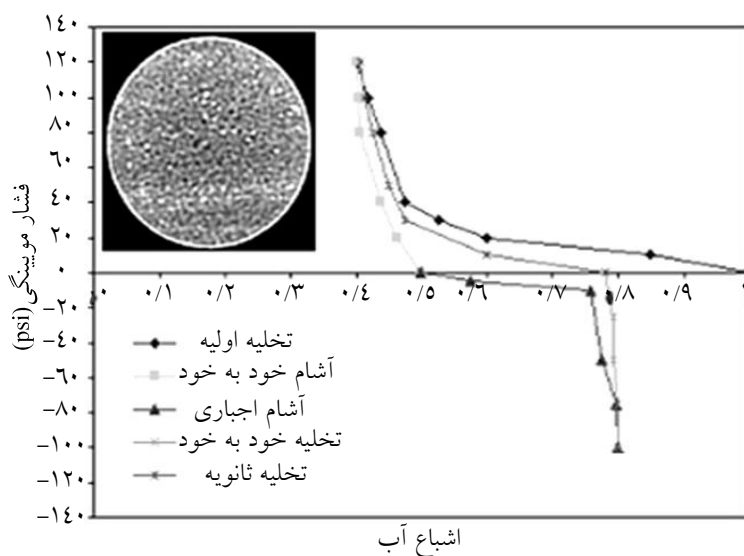 ۱۴۰
۱۲۰
۱۰۰
۸۰
۶۰
۴۰
۲۰
۰
-۲۰
-۴۰
-۶۰
-۸۰
-۱۰۰
-۱۲۰
-۱۴۰
فشار مویینگی(psi)
۰/۱ ۰/۲ ۰/۳ ۰/۴ ۰/۵ ۰/۶ ۰/۷ ۰/۸ ۰/۹
تخلیه اولیه
آشام خود به خود
آشام اجباری
تخلیه خود به خود
تخلیه ثانویه
اشباع آب